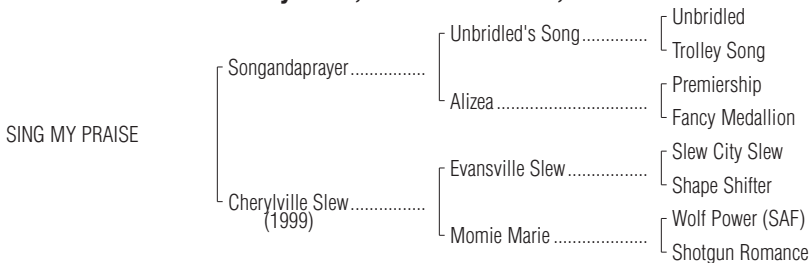 Unbridled
Unbridled's Song..............
Trolley Song
Songandaprayer................
Premiership
Alizea................................
Fancy Medallion
SING MY PRAISE
Slew City Slew
Evansville Slew.................
Shape Shifter
Cherylville Slew................
(1999)
Wolf Power (SAF)
Momie Marie ....................
Shotgun Romance